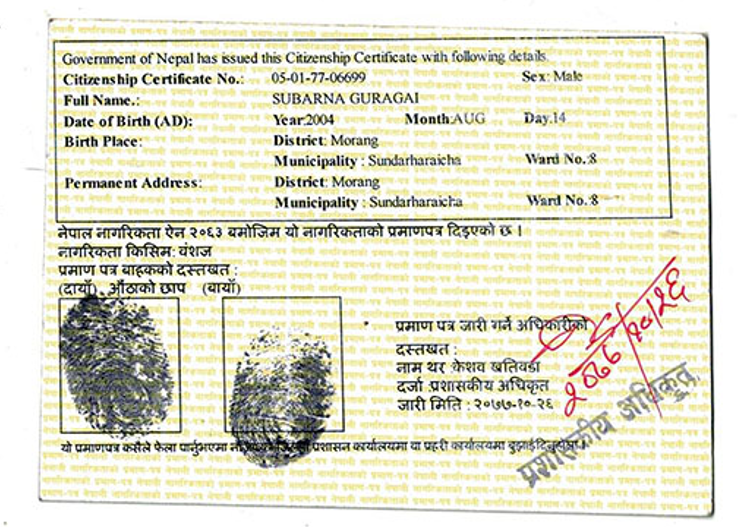 Government of Nepal has issued this Citizenship Certificate with following details.
Citizenship Certificate No.: 05-01-77-06699 Sex: Male
Full Name.: SUBARNA GURAGAI
Date of Birth (AD): Year:2004 Month:AUG Day:14
Birth Place: District: Morang
Municipality : Sundarharaicha Ward No.:8
Permanent Address: District: Morang
Municipality : Sundarharaicha Ward No.:8
नेपाल नागरिकता ऐन २०६३ बमोजिम यो नागरिकताको प्रमाणपत्र दिइएको छ ।
नागरिकता किसिम: वंशज
प्रमाण पत्र बाहकको दस्तखत :
(दायाँ) औंठाको छाप (बायाँ)
प्रमाण पत्र जारी गर्ने अधिकारीको
दस्तखत :
नाम थर :केशव खतिवडा
दर्जा :प्रशासकीय अधिकृत
जारी मिति : २०७७-१०-२६
२०७७/१०/२६
प्रशासकीय अधिकृत
यो प्रमाणपत्र कसैले फेला पार्नुभएमा प्रशासन कार्यालयमा या प्रहरी कार्यालयमा बुझाईदिनुहोला ।